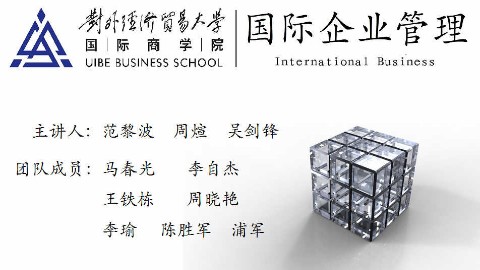 對外經濟貿易大學
国际商学院
UIBE BUSINESS SCHOOL
国际企业管理
International Business
主讲人：范黎波 周煊 吴剑锋
团队成员：马春光 李自杰
王铁栋 周晓艳
李瑜 陈胜军 浦军